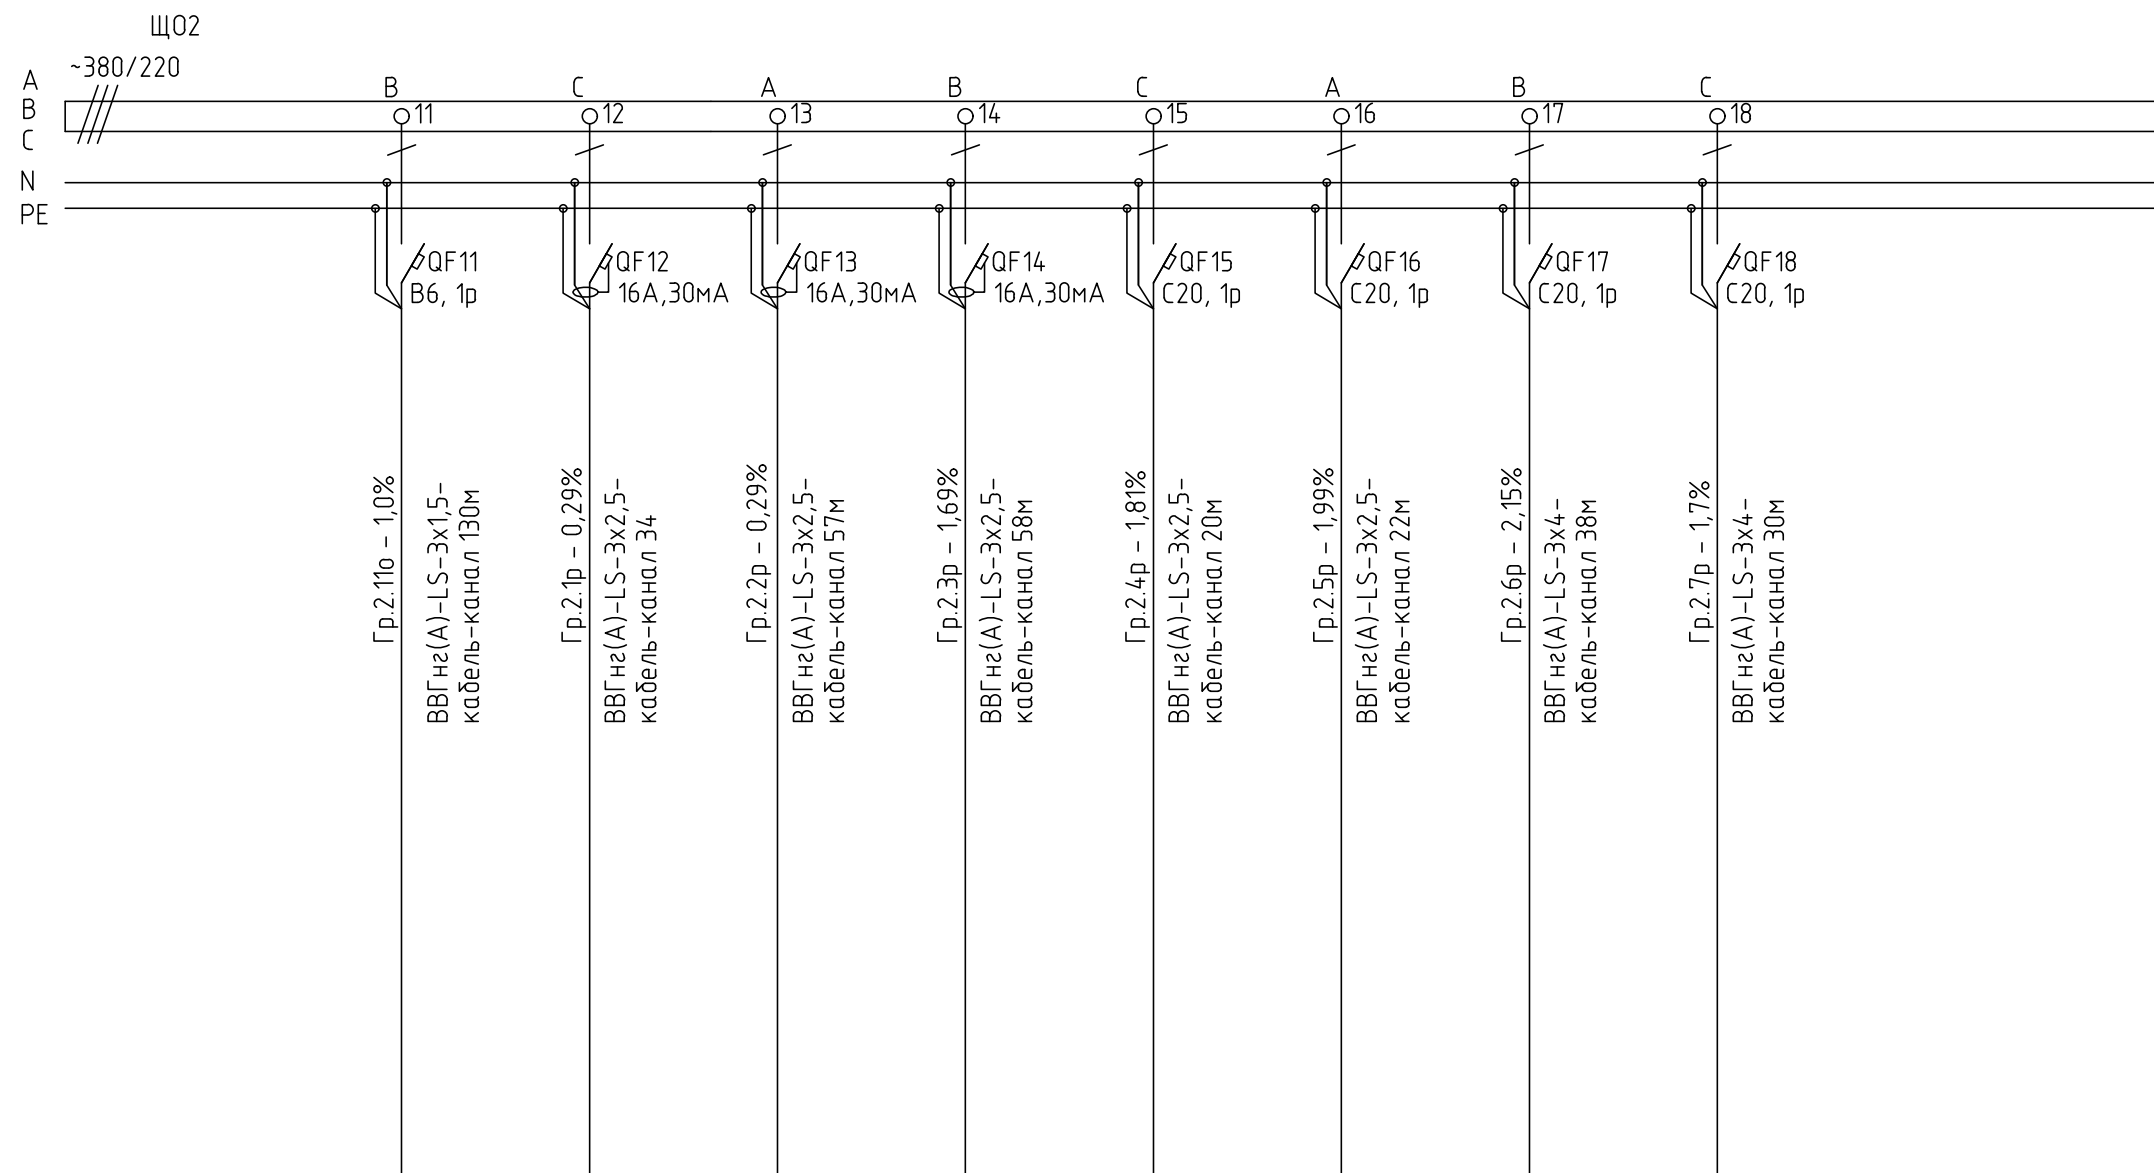 ЩО2
~380/220
A
B
C
N
PE
B
C
A
B
C
A
B
C
11
12
13
14
15
16
17
18
QF11
B6, 1р
QF12
16А,30мА
QF13
16А,30мА
QF14
16А,30мА
QF15
C20, 1р
QF16
C20, 1р
QF17
C20, 1р
QF18
C20, 1р
Гр.2.11о – 1,0%
ВВГнг(А)-LS-3х1,5-
кабель-канал 130м
Гр.2.1р – 0,29%
ВВГнг(А)-LS-3х2,5-
кабель-канал 34
Гр.2.2р – 0,29%
ВВГнг(А)-LS-3х2,5-
кабель-канал 57м
Гр.2.3р – 1,69%
ВВГнг(А)-LS-3х2,5-
кабель-канал 58м
Гр.2.4р – 1,81%
ВВГнг(А)-LS-3х2,5-
кабель-канал 20м
Гр.2.5р – 1,99%
ВВГнг(А)-LS-3х2,5-
кабель-канал 22м
Гр.2.6р – 2,15%
ВВГнг(А)-LS-3х4-
кабель-канал 38м
Гр.2.7р – 1,7%
ВВГнг(А)-LS-3х4-
кабель-канал 30м